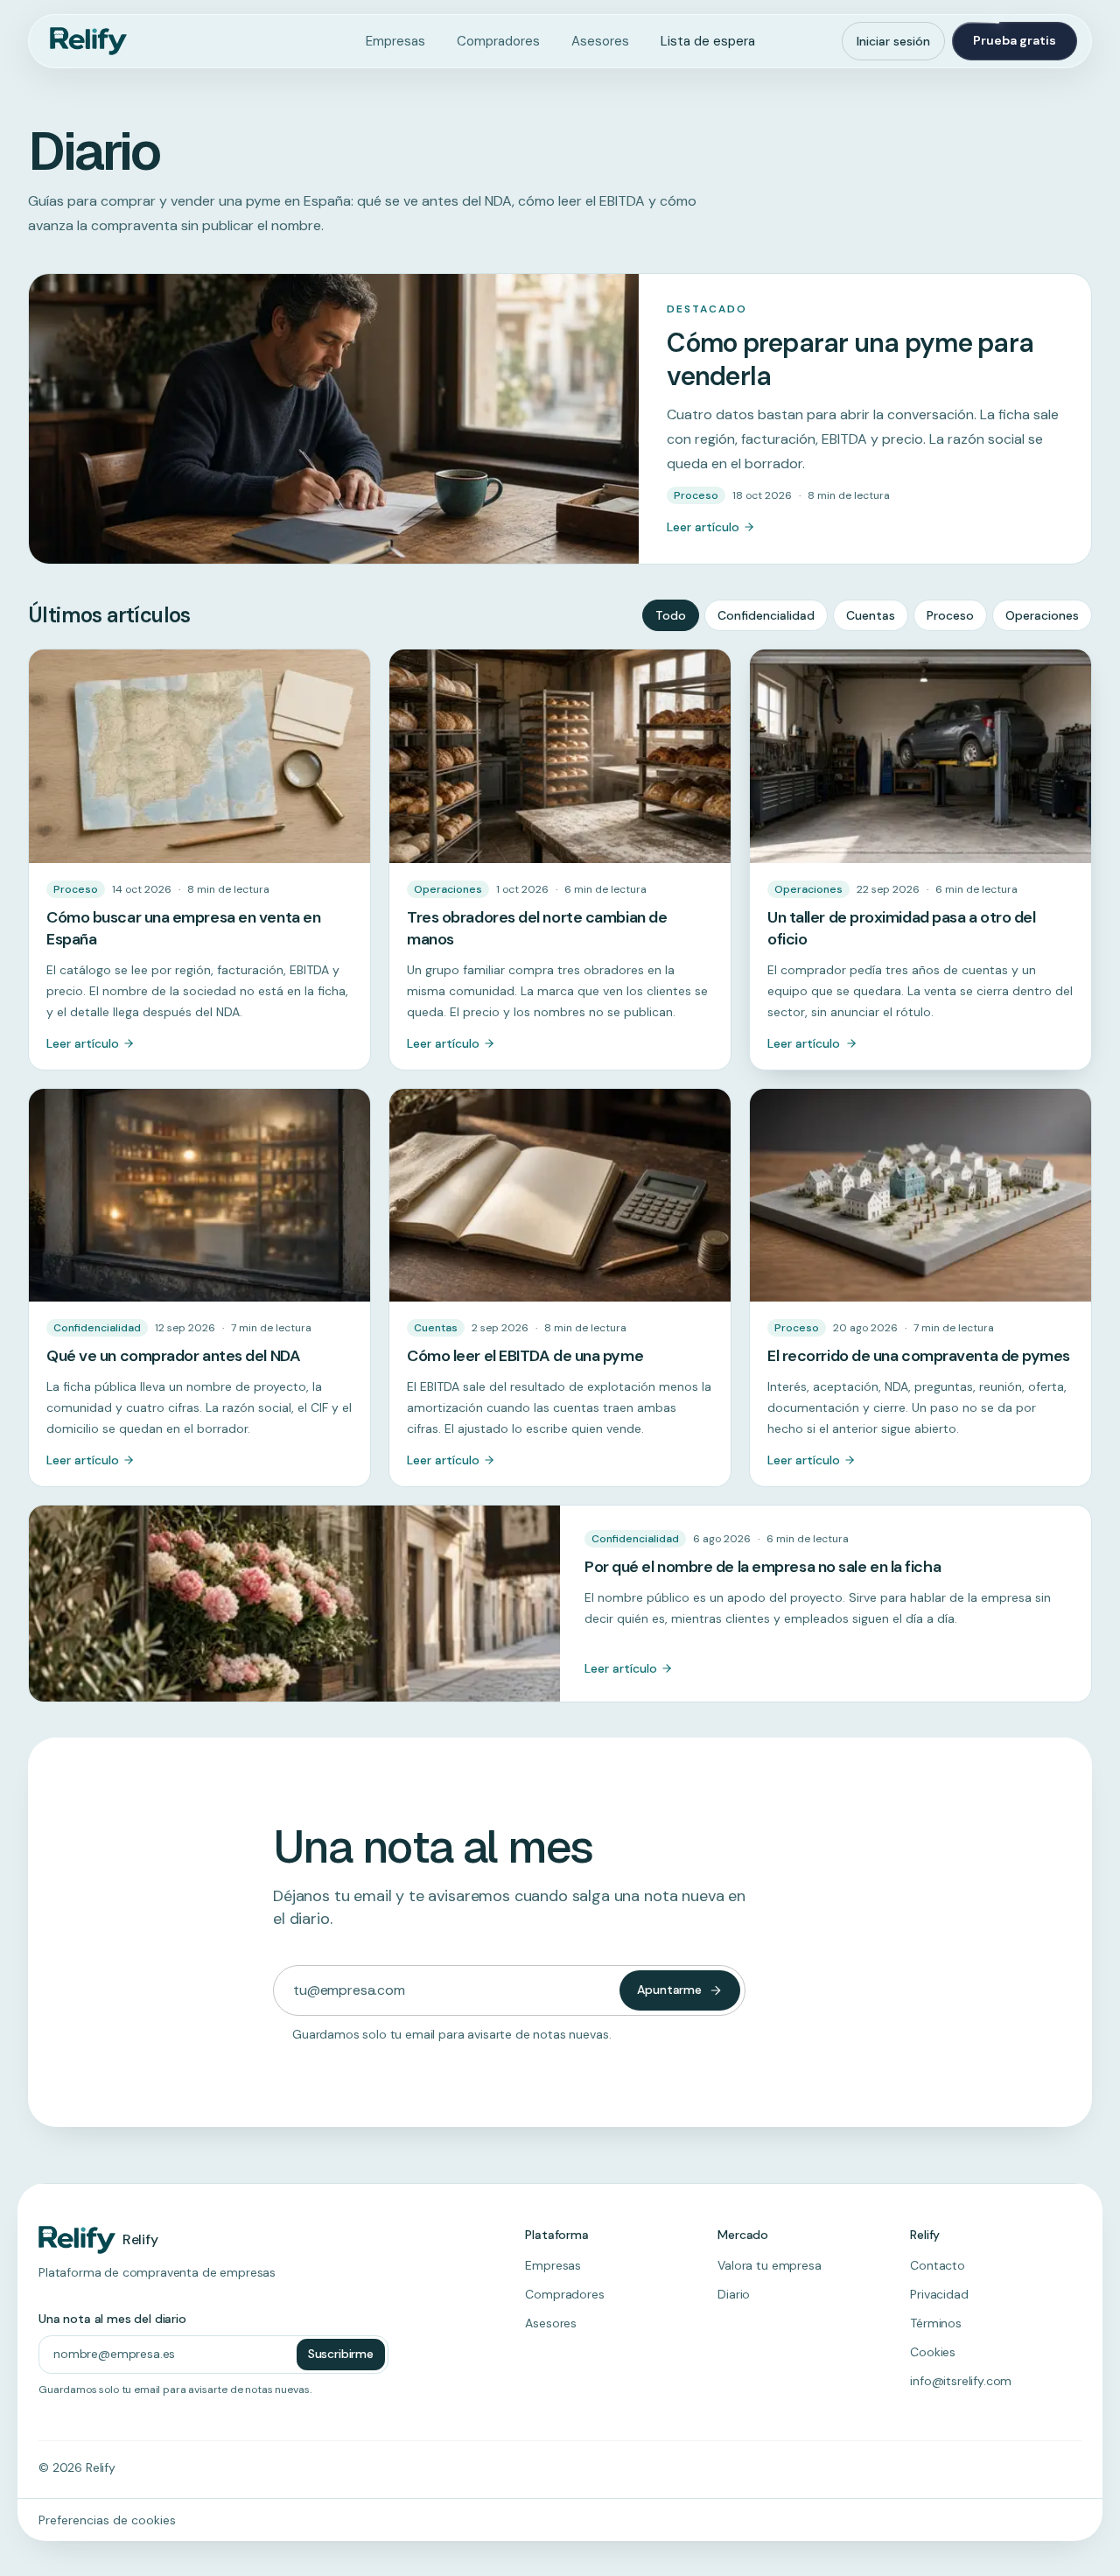 Relify
Empresas
Compradores
Asesores
Lista de espera
Iniciar sesión
Prueba gratis
Diario
Guías para comprar y vender una pyme en España: qué se ve antes del NDA, cómo leer el EBITDA y cómo
avanza la compraventa sin publicar el nombre.
DESTACADO
Cómo preparar una pyme para
venderla
Cuatro datos bastan para abrir la conversación. La ficha sale
con región, facturación, EBITDA y precio. La razón social se
queda en el borrador.
Proceso 18 oct 2026 · 8 min de lectura
Leer artículo →
Últimos artículos
Todo
Confidencialidad
Cuentas
Proceso
Operaciones
Proceso 14 oct 2026 · 8 min de lectura
Cómo buscar una empresa en venta en
España
El catálogo se lee por región, facturación, EBITDA y
precio. El nombre de la sociedad no está en la ficha,
y el detalle llega después del NDA.
Leer artículo →
Operaciones 1 oct 2026 · 6 min de lectura
Tres obradores del norte cambian de
manos
Un grupo familiar compra tres obradores en la
misma comunidad. La marca que ven los clientes se
queda. El precio y los nombres no se publican.
Leer artículo →
Operaciones 22 sep 2026 · 6 min de lectura
Un taller de proximidad pasa a otro del
oficio
El comprador pedía tres años de cuentas y un
equipo que se quedara. La venta se cierra dentro del
sector, sin anunciar el rótulo.
Leer artículo →
Confidencialidad 12 sep 2026 · 7 min de lectura
Qué ve un comprador antes del NDA
La ficha pública lleva un nombre de proyecto, la
comunidad y cuatro cifras. La razón social, el CIF y el
domicilio se quedan en el borrador.
Leer artículo →
Cuentas 2 sep 2026 · 8 min de lectura
Cómo leer el EBITDA de una pyme
El EBITDA sale del resultado de explotación menos la
amortización cuando las cuentas traen ambas
cifras. El ajustado lo escribe quien vende.
Leer artículo →
Proceso 20 ago 2026 · 7 min de lectura
El recorrido de una compraventa de pymes
Interés, aceptación, NDA, preguntas, reunión, oferta,
documentación y cierre. Un paso no se da por
hecho si el anterior sigue abierto.
Leer artículo →
Confidencialidad 6 ago 2026 · 6 min de lectura
Por qué el nombre de la empresa no sale en la ficha
El nombre público es un apodo del proyecto. Sirve para hablar de la empresa sin
decir quién es, mientras clientes y empleados siguen el día a día.
Leer artículo →
Una nota al mes
Déjanos tu email y te avisaremos cuando salga una nota nueva en
el diario.
tu@empresa.com
Apuntarme →
Guardamos solo tu email para avisarte de notas nuevas.
Relify Relify
Plataforma de compraventa de empresas
Una nota al mes del diario
nombre@empresa.es
Suscribirme
Guardamos solo tu email para avisarte de notas nuevas.
Plataforma
Empresas
Compradores
Asesores
Mercado
Valora tu empresa
Diario
Relify
Contacto
Privacidad
Términos
Cookies
info@itsrelify.com
© 2026 Relify
Preferencias de cookies